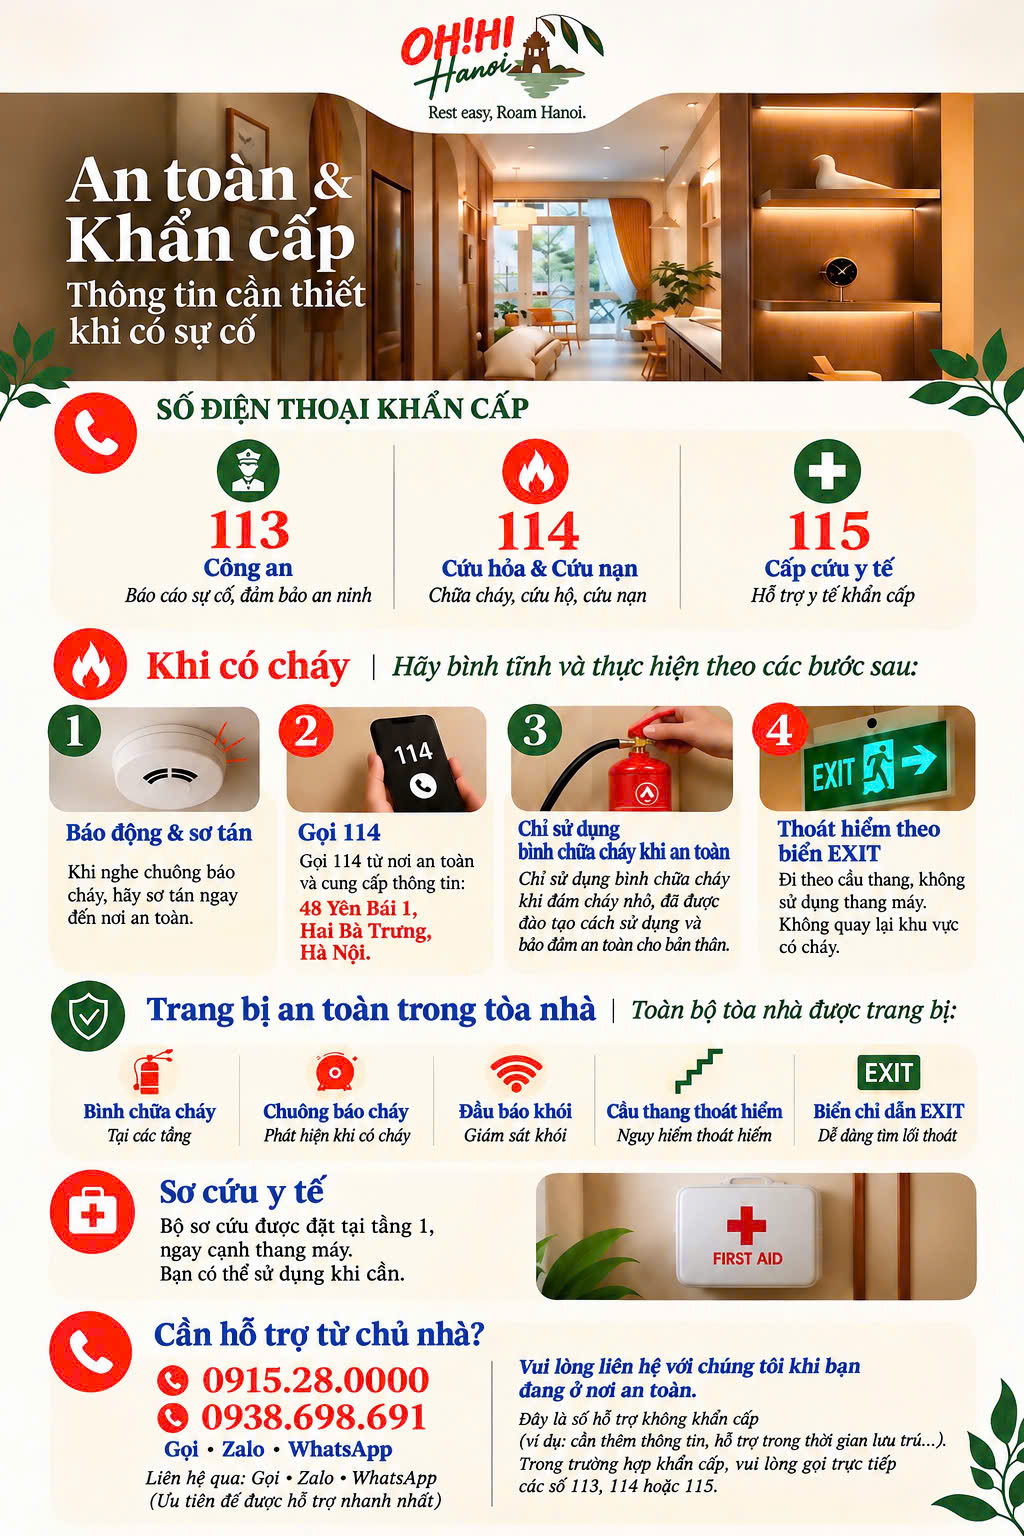 OH!HI
Hanoi
Rest easy, Roam Hanoi.
An toàn &
Khẩn cấp
Thông tin cần thiết
khi có sự cố
SỐ ĐIỆN THOẠI KHẨN CẤP
113
Công an
Báo cáo sự cố, đảm bảo an ninh
114
Cứu hỏa & Cứu nạn
Chữa cháy, cứu hộ, cứu nạn
115
Cấp cứu y tế
Hỗ trợ y tế khẩn cấp
Khi có cháy
Hãy bình tĩnh và thực hiện theo các bước sau:
1
Báo động & sơ tán
Khi nghe chuông báo
cháy, hãy sơ tán ngay
đến nơi an toàn.
2
114
Gọi 114
Gọi 114 từ nơi an toàn
và cung cấp thông tin:
48 Yên Bái 1,
Hai Bà Trưng,
Hà Nội.
3
Chỉ sử dụng
bình chữa cháy khi an toàn
Chỉ sử dụng bình chữa cháy
khi đám cháy nhỏ, đã được
đào tạo cách sử dụng và
bảo đảm an toàn cho bản thân.
4
EXIT
Thoát hiểm theo
biển EXIT
Đi theo cầu thang, không
sử dụng thang máy.
Không quay lại khu vực
có cháy.
Trang bị an toàn trong tòa nhà
Toàn bộ tòa nhà được trang bị:
Bình chữa cháy
Tại các tầng
Chuông báo cháy
Phát hiện khi có cháy
Đầu báo khói
Giám sát khói
Cầu thang thoát hiểm
Nguy hiểm thoát hiểm
EXIT
Biển chỉ dẫn EXIT
Dễ dàng tìm lối thoát
Sơ cứu y tế
Bộ sơ cứu được đặt tại tầng 1,
ngay cạnh thang máy.
Bạn có thể sử dụng khi cần.
FIRST AID
Cần hỗ trợ từ chủ nhà?
0915.28.0000
0938.698.691
Gọi • Zalo • WhatsApp
Liên hệ qua: Gọi • Zalo • WhatsApp
(Ưu tiên để được hỗ trợ nhanh nhất)
Vui lòng liên hệ với chúng tôi khi bạn
đang ở nơi an toàn.
Đây là số hỗ trợ không khẩn cấp
(ví dụ: cần thêm thông tin, hỗ trợ trong thời gian lưu trú...).
Trong trường hợp khẩn cấp, vui lòng gọi trực tiếp
các số 113, 114 hoặc 115.